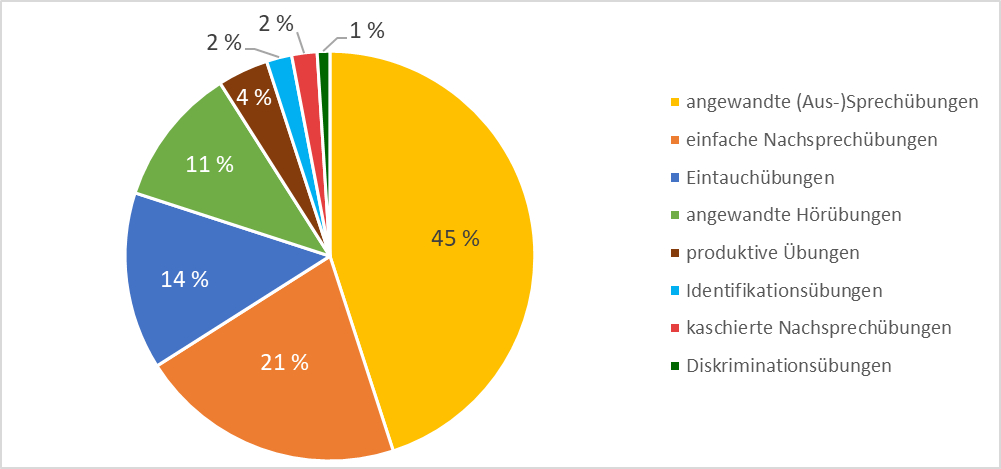 2 %
2 %
1 %
4 %
11 %
14 %
21 %
45 %
angewandte (Aus-)Sprechübungen
einfache Nachsprechübungen
Eintauchübungen
angewandte Hörübungen
produktive Übungen
Identifikationsübungen
kaschierte Nachsprechübungen
Diskriminationsübungen